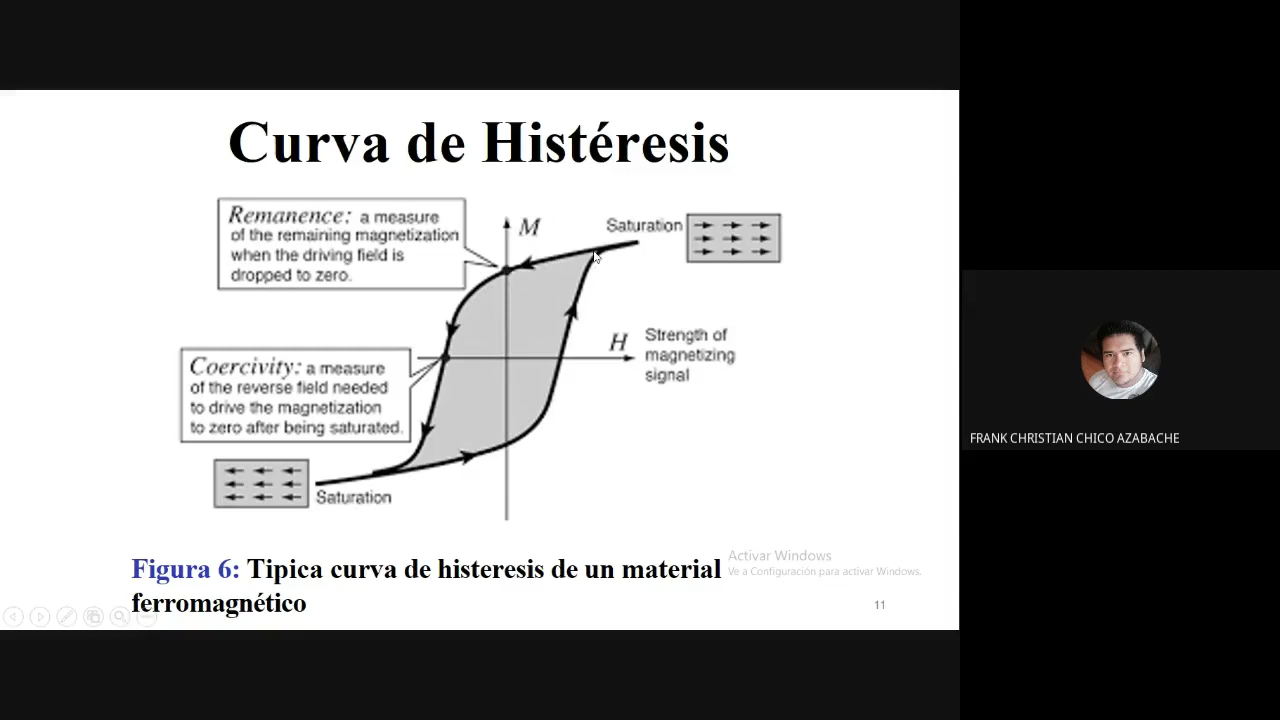 Curva de Histéresis
Remanence: a measure
of the remaining magnetization
when the driving field is
dropped to zero.
M
Saturation
H
Strength of
magnetizing
signal
Coercivity: a measure
of the reverse field needed
to drive the magnetization
to zero after being saturated.
Saturation
Figura 6: Tipica curva de histeresis de un material
ferromagnético
Activar Windows
Ve a Configuración para activar Windows.
11
FRANK CHRISTIAN CHICO AZABACHE